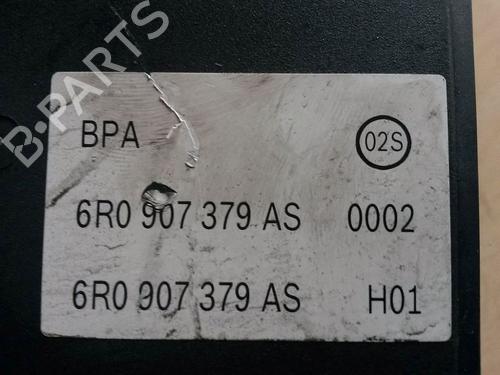 B-PARTS
BPA 02S
6R0 907 379 AS 0002
6R0 907 379 AS H01